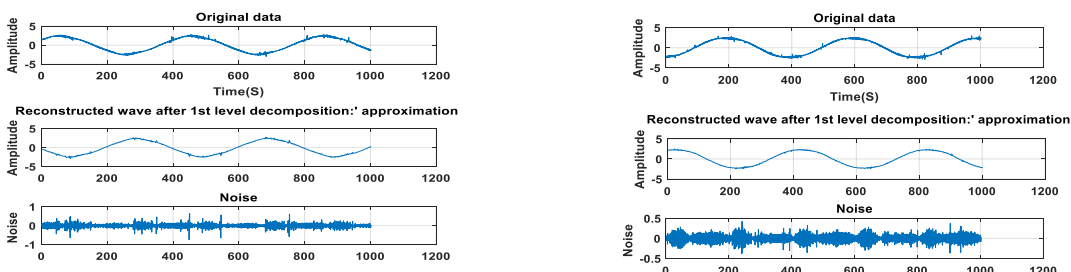 Original data
Amplitude
5
0
-5
0 200 400 600 800 1000 1200
Time(S)
Reconstructed wave after 1st level decomposition:' approximation
Amplitude
5
0
-5
0 200 400 600 800 1000 1200
Noise
Noise
1
0
-1
0 200 400 600 800 1000 1200
Original data
Amplitude
5
0
-5
0 200 400 600 800 1000 1200
Time(S)
Reconstructed wave after 1st level decomposition:' approximation
Amplitude
5
0
-5
0 200 400 600 800 1000 1200
Noise
Noise
0.5
0
-0.5
0 200 400 600 800 1000 1200